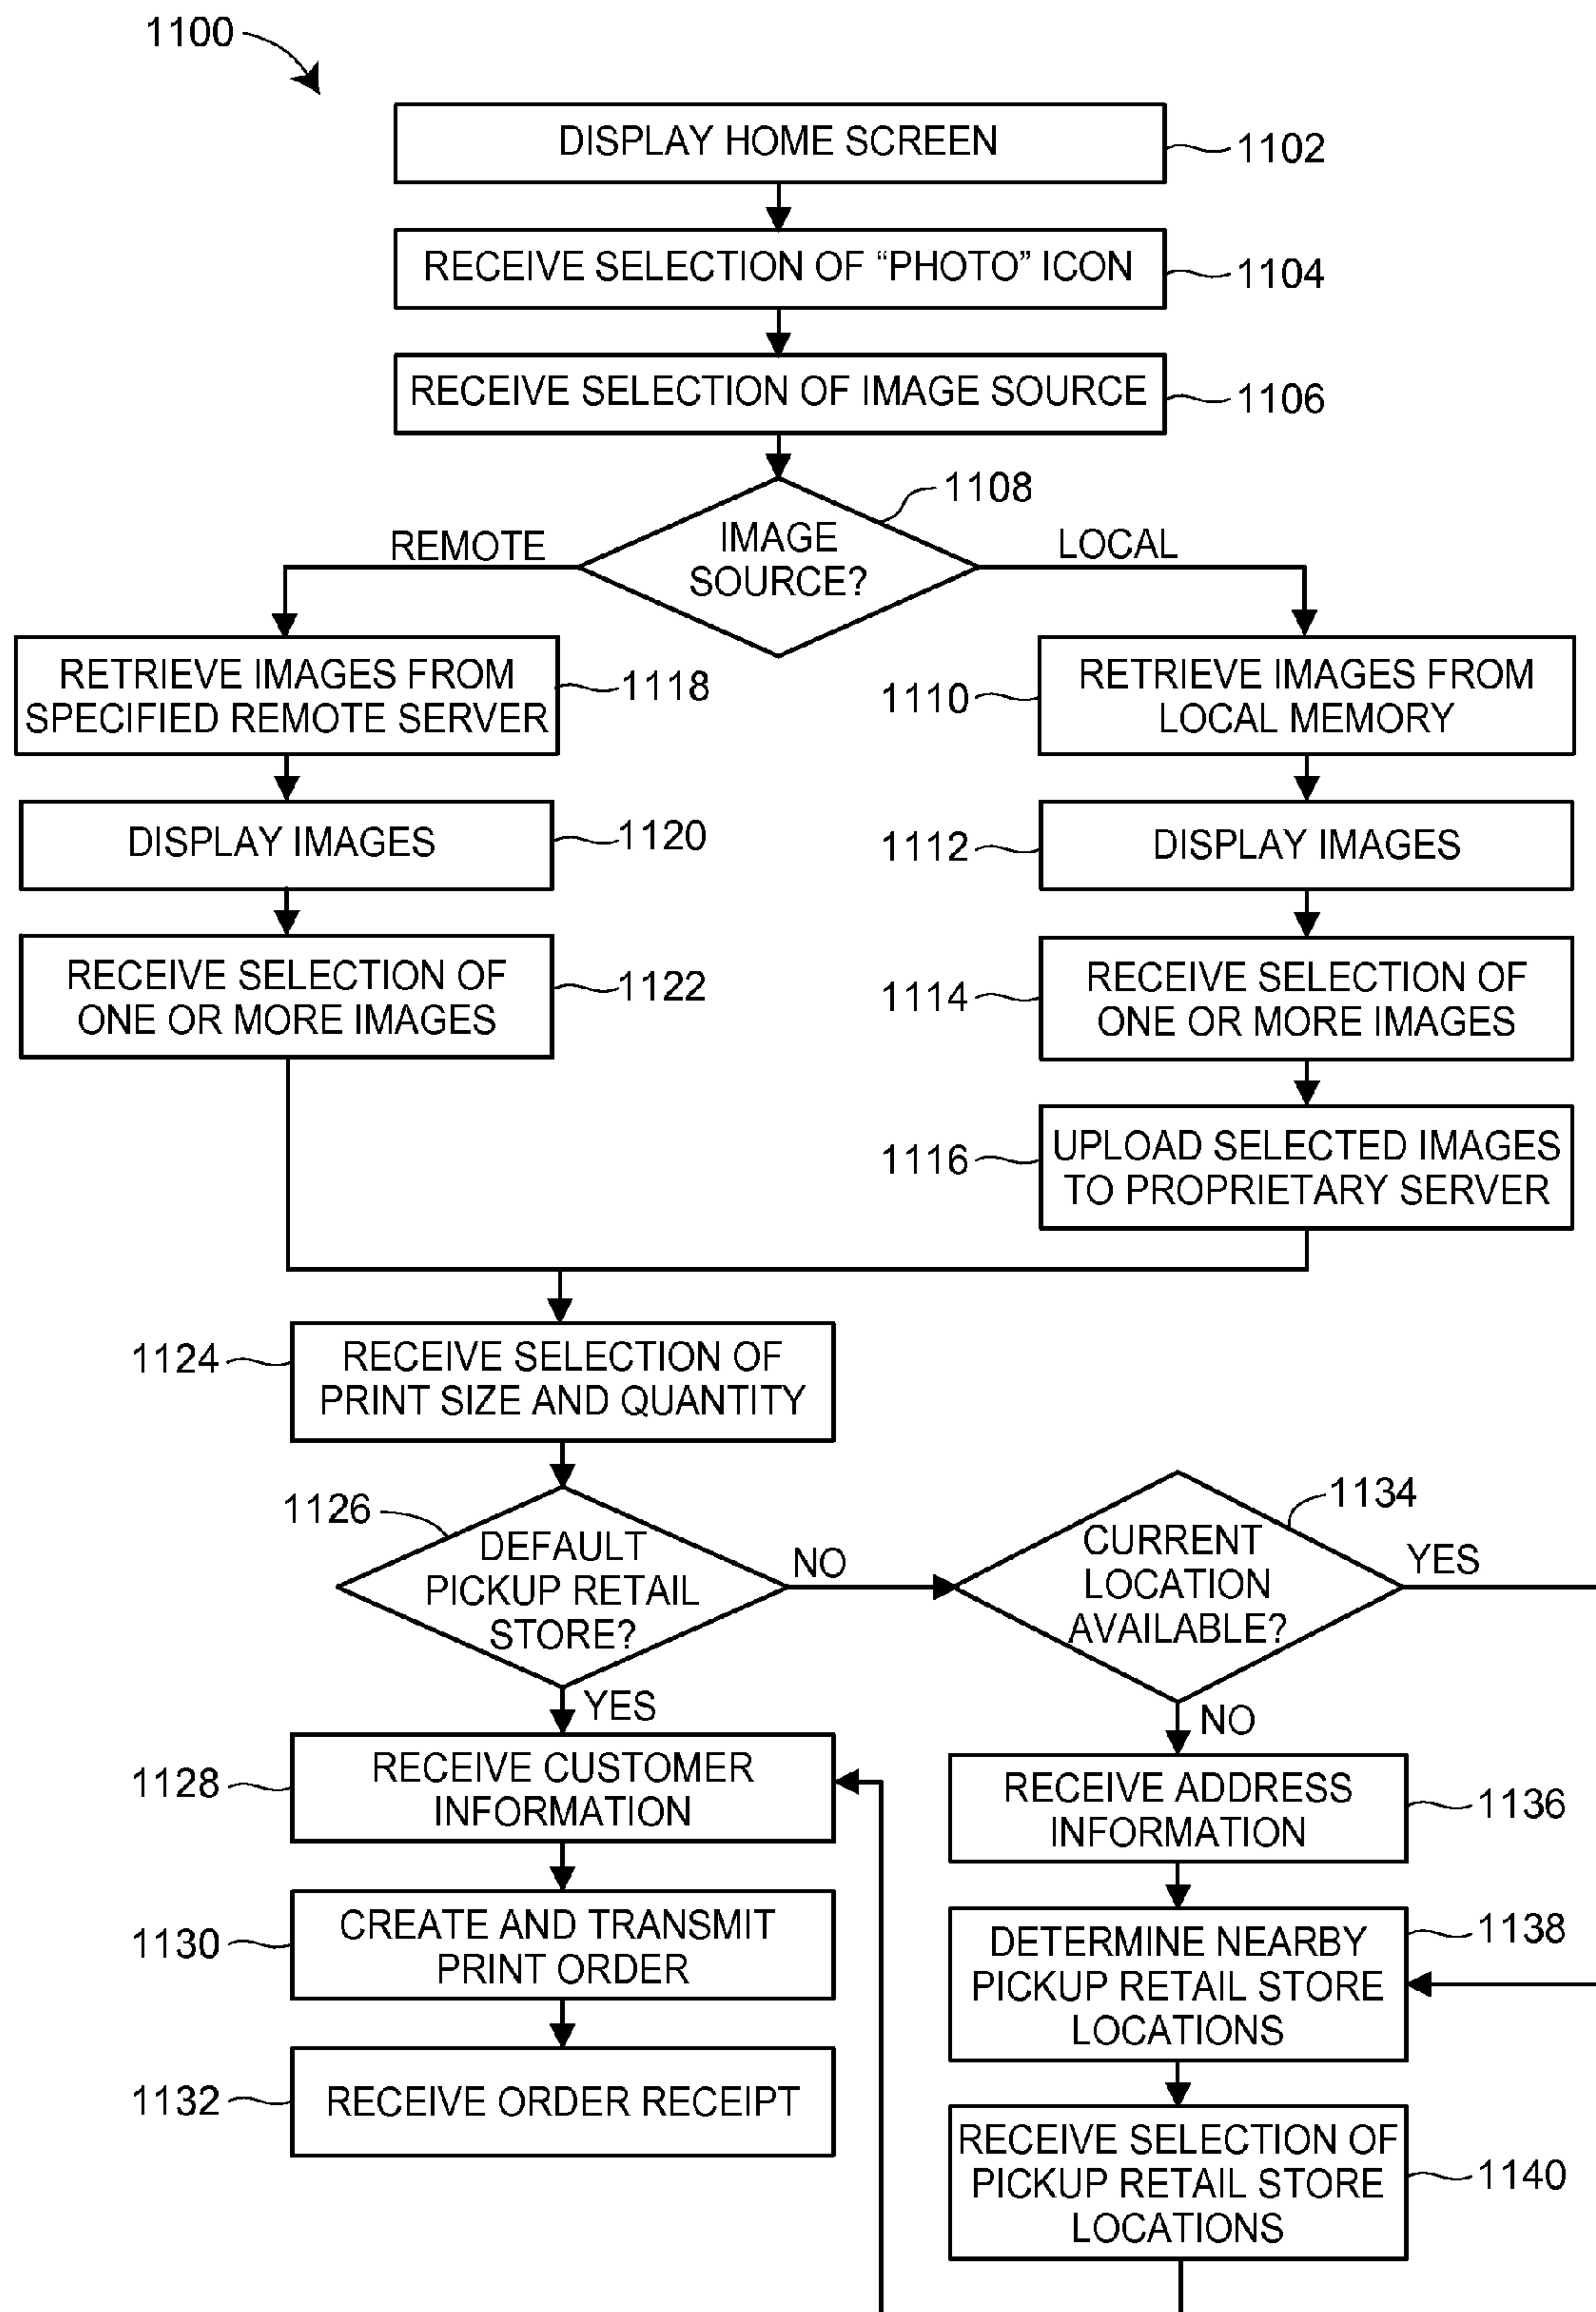 1100
DISPLAY HOME SCREEN
1102
RECEIVE SELECTION OF “PHOTO” ICON
1104
RECEIVE SELECTION OF IMAGE SOURCE
1106
1108
IMAGE
SOURCE?
REMOTE
LOCAL
RETRIEVE IMAGES FROM
SPECIFIED REMOTE SERVER
1118
DISPLAY IMAGES
1120
RECEIVE SELECTION OF
ONE OR MORE IMAGES
1122
1110
RETRIEVE IMAGES FROM
LOCAL MEMORY
1112
DISPLAY IMAGES
1114
RECEIVE SELECTION OF
ONE OR MORE IMAGES
1116
UPLOAD SELECTED IMAGES
TO PROPRIETARY SERVER
1124
RECEIVE SELECTION OF
PRINT SIZE AND QUANTITY
1126
DEFAULT
PICKUP RETAIL
STORE?
NO
YES
1128
RECEIVE CUSTOMER
INFORMATION
1130
CREATE AND TRANSMIT
PRINT ORDER
1132
RECEIVE ORDER RECEIPT
1134
CURRENT
LOCATION
AVAILABLE?
YES
NO
RECEIVE ADDRESS
INFORMATION
1136
DETERMINE NEARBY
PICKUP RETAIL STORE
LOCATIONS
1138
RECEIVE SELECTION OF
PICKUP RETAIL STORE
LOCATIONS
1140